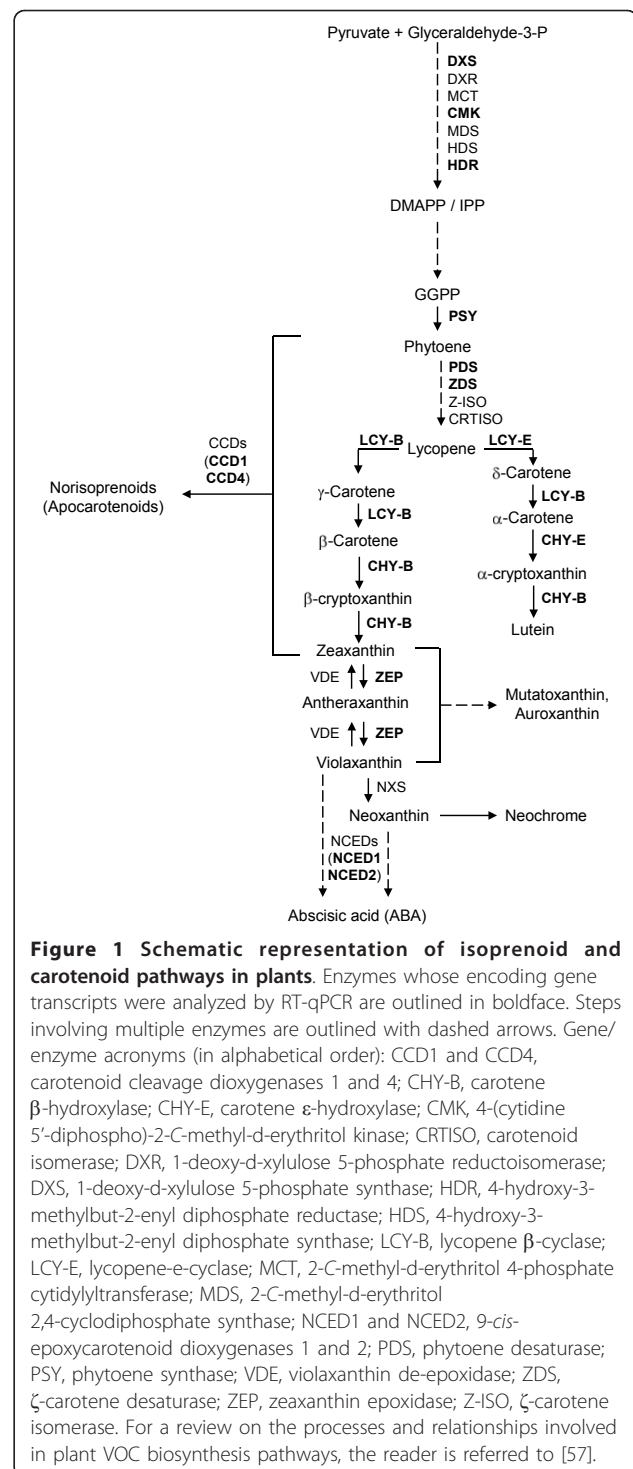 Pyruvate + Glyceraldehyde-3-P
DXS
DXR
MCT
CMK
MDS
HDS
HDR
DMAPP / IPP
GGPP
PSY
Phytoene
PDS
ZDS
Z-ISO
CRTISO
LCY-B Lycopene LCY-E
CCDs
(CCD1
CCD4)
Norisoprenoids
(Apocarotenoids)
γ-Carotene
LCY-B
β-Carotene
CHY-B
β-cryptoxanthin
CHY-B
Zeaxanthin
δ-Carotene
LCY-B
α-Carotene
CHY-E
α-cryptoxanthin
CHY-B
Lutein
VDE ZEP
Antheraxanthin
VDE ZEP
Violaxanthin
Mutatoxanthin,
Auroxanthin
NXS
Neoxanthin Neochrome
NCEDs
(NCED1
NCED2)
Abscisic acid (ABA)
Figure 1 Schematic representation of isoprenoid and
carotenoid pathways in plants. Enzymes whose encoding gene
transcripts were analyzed by RT-qPCR are outlined in boldface. Steps
involving multiple enzymes are outlined with dashed arrows. Gene/
enzyme acronyms (in alphabetical order): CCD1 and CCD4,
carotenoid cleavage dioxygenases 1 and 4; CHY-B, carotene
β-hydroxylase; CHY-E, carotene ε-hydroxylase; CMK, 4-(cytidine
5'-diphospho)-2-C-methyl-d-erythritol kinase; CRTISO, carotenoid
isomerase; DXR, 1-deoxy-d-xylulose 5-phosphate reductoisomerase;
DXS, 1-deoxy-d-xylulose 5-phosphate synthase; HDR, 4-hydroxy-3-
methylbut-2-enyl diphosphate reductase; HDS, 4-hydroxy-3-
methylbut-2-enyl diphosphate synthase; LCY-B, lycopene β-cyclase;
LCY-E, lycopene-e-cyclase; MCT, 2-C-methyl-d-erythritol 4-phosphate
cytidylyltransferase; MDS, 2-C-methyl-d-erythritol
2,4-cyclodiphosphate synthase; NCED1 and NCED2, 9-cis-
epoxycarotenoid dioxygenases 1 and 2; PDS, phytoene desaturase;
PSY, phytoene synthase; VDE, violaxanthin de-epoxidase; ZDS,
ζ-carotene desaturase; ZEP, zeaxanthin epoxidase; Z-ISO, ζ-carotene
isomerase. For a review on the processes and relationships involved
in plant VOC biosynthesis pathways, the reader is referred to [57].